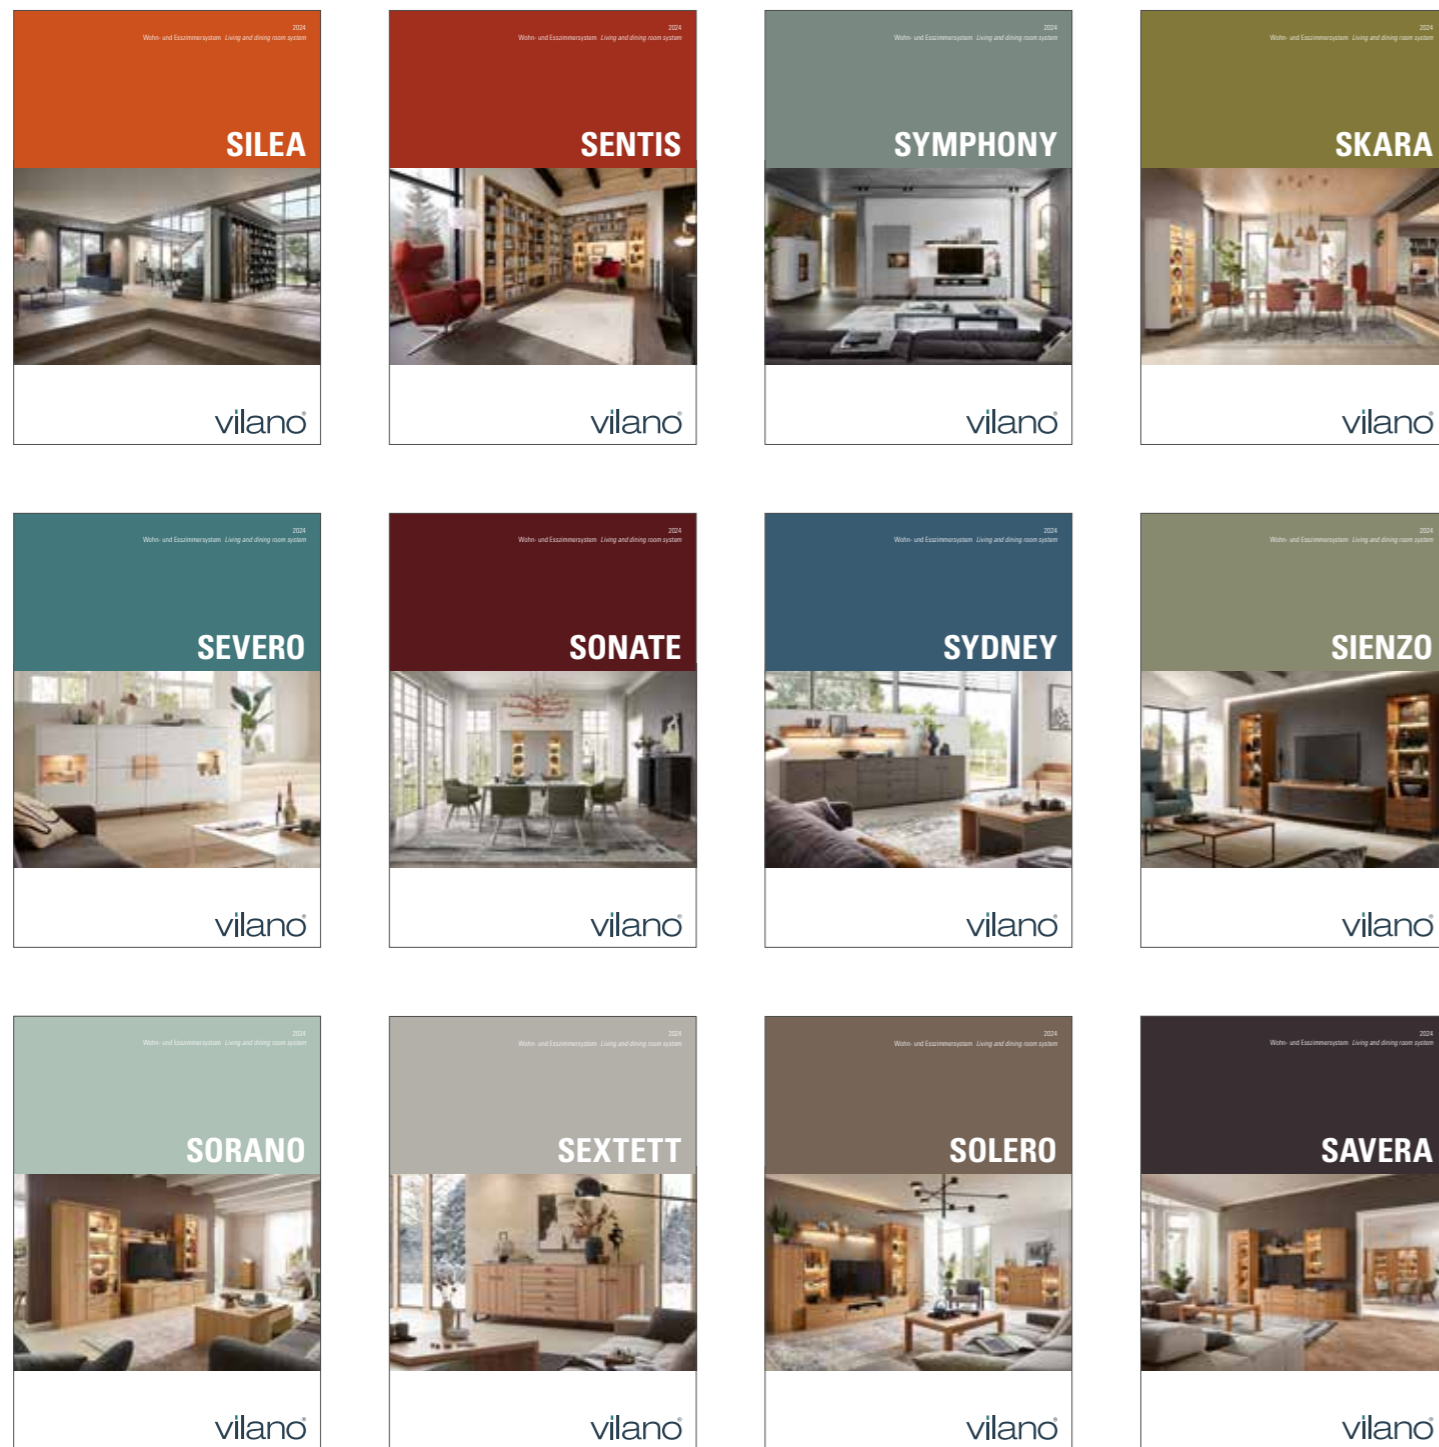 2024
Wohn- und Esszimmersystem Living and dining room system
SILEA
vilano®
2024
Wohn- und Esszimmersystem Living and dining room system
SENTIS
vilano®
2024
Wohn- und Esszimmersystem Living and dining room system
SYMPHONY
vilano®
2024
Wohn- und Esszimmersystem Living and dining room system
SKARA
vilano®
2024
Wohn- und Esszimmersystem Living and dining room system
SEVERO
vilano®
2024
Wohn- und Esszimmersystem Living and dining room system
SONATE
vilano®
2024
Wohn- und Esszimmersystem Living and dining room system
SYDNEY
vilano®
2024
Wohn- und Esszimmersystem Living and dining room system
SIENZO
vilano®
2024
Wohn- und Esszimmersystem Living and dining room system
SORANO
vilano®
2024
Wohn- und Esszimmersystem Living and dining room system
SEXTETT
vilano®
2024
Wohn- und Esszimmersystem Living and dining room system
SOLERO
vilano®
2024
Wohn- und Esszimmersystem Living and dining room system
SAVERA
vilano®